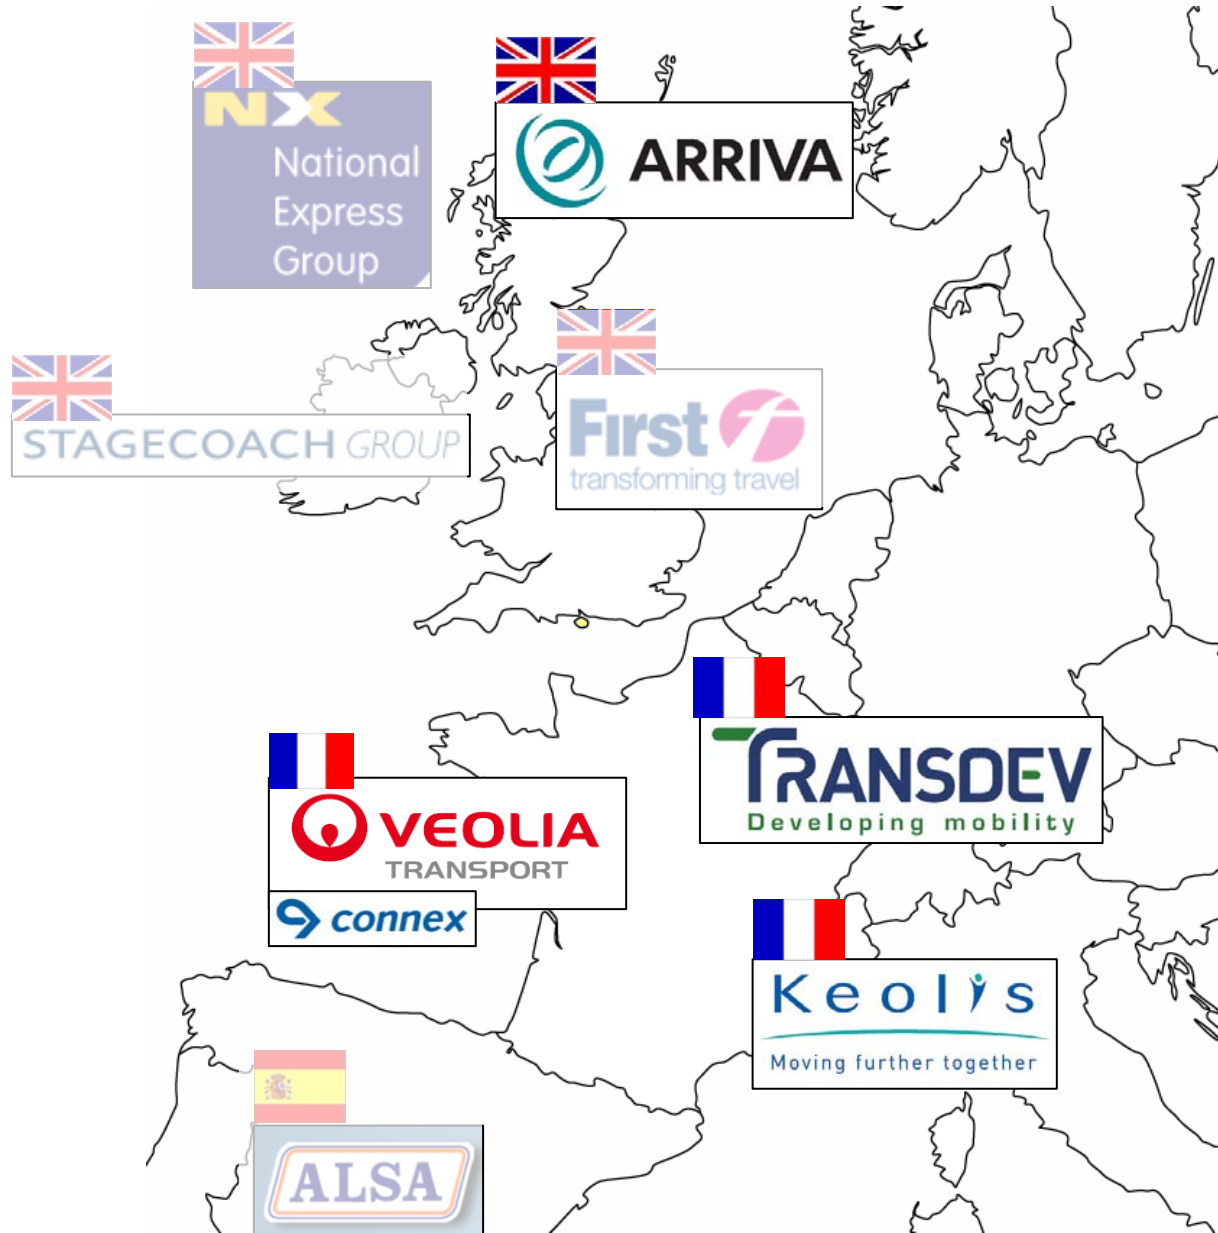 NX
National
Express
Group
ARRIVA
STAGECOACH GROUP
First
transforming travel
TRANSDEV
Developing mobility
VEOLIA
TRANSPORT
connex
Keolis
Moving further together
ALSA